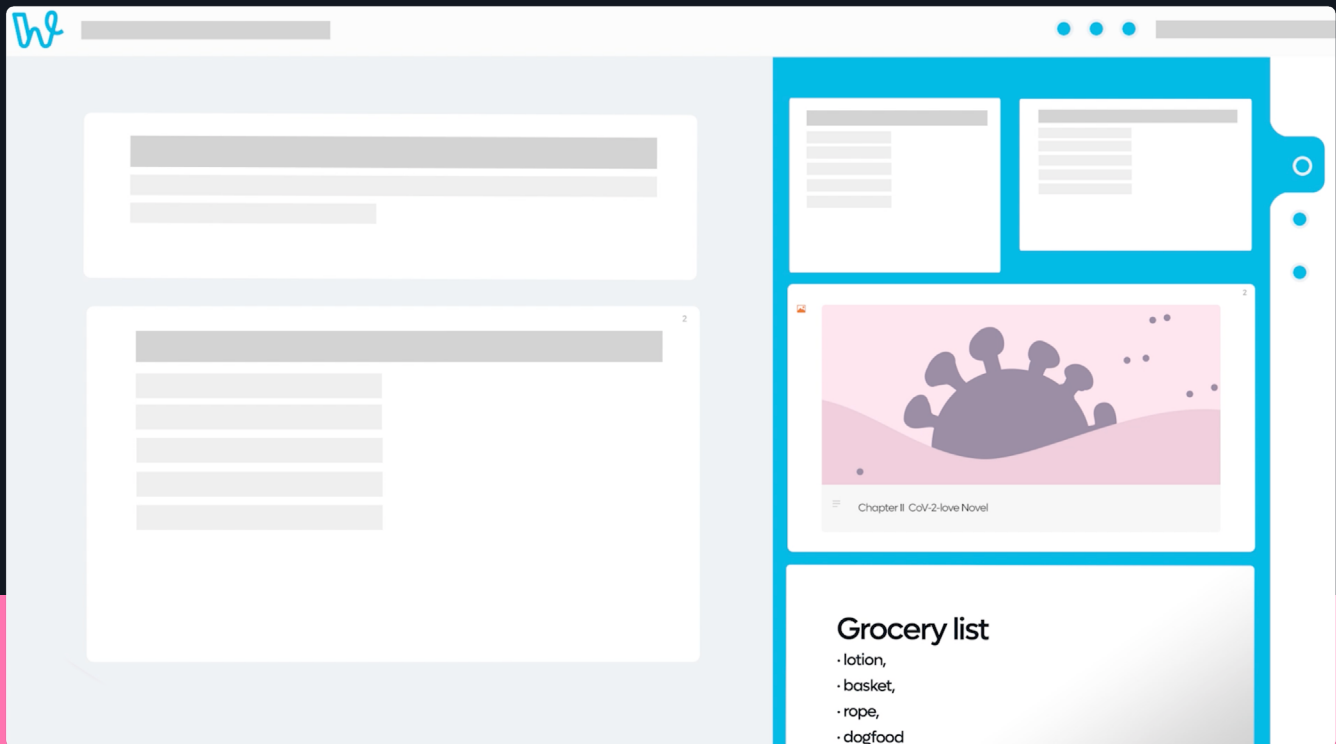 2
2
Chapter II CoV-2-love Novel
Grocery list
· lotion,
· basket,
· rope,
· dogfood